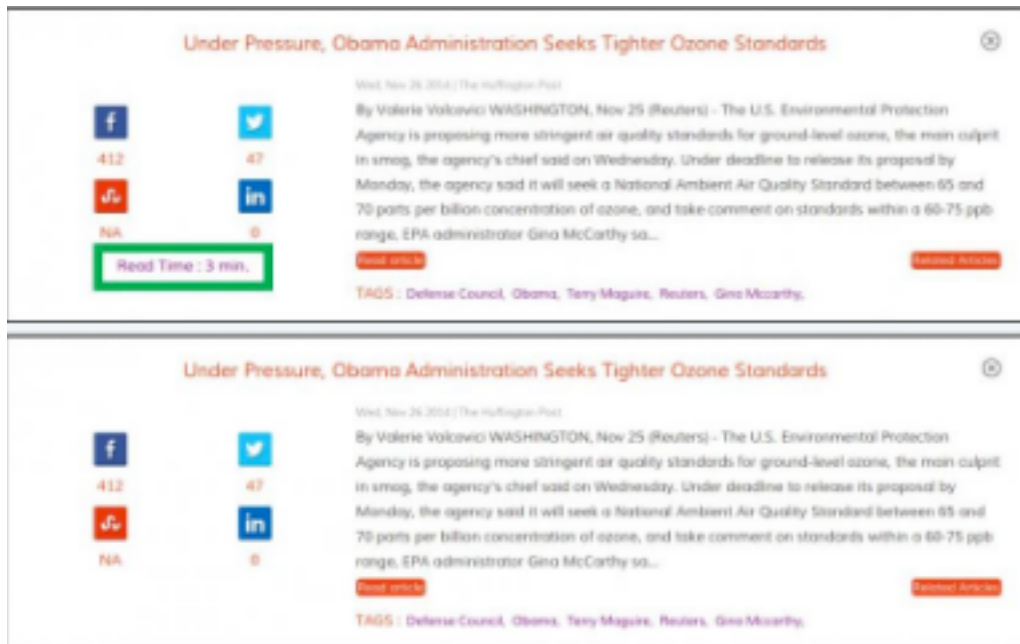 Under Pressure, Obama Administration Seeks Tighter Ozone Standards
Wed, Nov 26 2014 | The Huffington Post
By Valerie Volcovici WASHINGTON, Nov 25 (Reuters) - The U.S. Environmental Protection
Agency is proposing more stringent air quality standards for ground-level ozone, the main culprit
in smog, the agency's chief said on Wednesday. Under deadline to release its proposal by
Monday, the agency said it will seek a National Ambient Air Quality Standard between 65 and
70 parts per billion concentration of ozone, and take comment on standards within a 60-75 ppb
range, EPA administrator Gina McCarthy sa...
f
412
47
in
NA
0
Read Time : 3 min.
Read article
Related Articles
TAGS : Defense Council, Obama, Terry Maguire, Reuters, Gina Mccarthy,
Under Pressure, Obama Administration Seeks Tighter Ozone Standards
Wed, Nov 26 2014 | The Huffington Post
By Valerie Volcovici WASHINGTON, Nov 25 (Reuters) - The U.S. Environmental Protection
Agency is proposing more stringent air quality standards for ground-level ozone, the main culprit
in smog, the agency's chief said on Wednesday. Under deadline to release its proposal by
Monday, the agency said it will seek a National Ambient Air Quality Standard between 65 and
70 parts per billion concentration of ozone, and take comment on standards within a 60-75 ppb
range, EPA administrator Gina McCarthy sa...
f
412
47
in
NA
0
Read article
Related Articles
TAGS : Defense Council, Obama, Terry Maguire, Reuters, Gina Mccarthy,